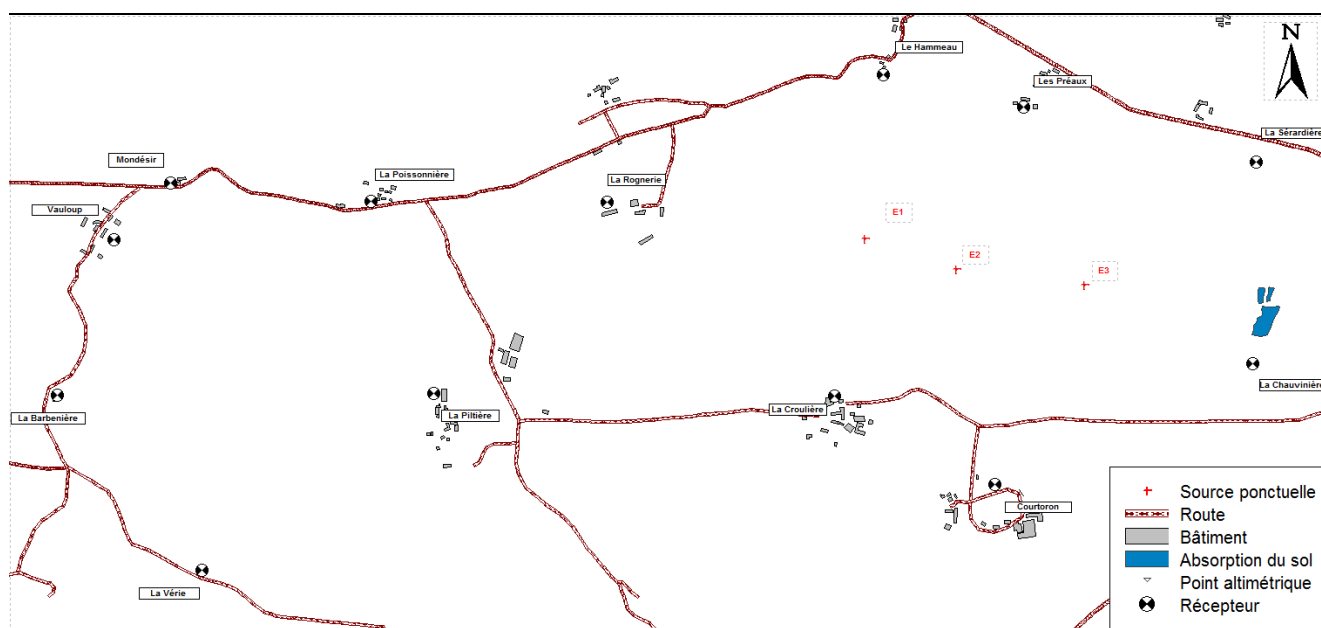 N
Le Hammeau
Les Préaux
La Sérardière
Mondésir
La Poissonnière
La Rognerie
Vauloup
E1
E2
E3
La Chauvinière
La Barbenière
La Piltière
La Croulière
Courtoron
La Vérie
Source ponctuelle
Route
Bâtiment
Absorption du sol
Point altimétrique
Récepteur